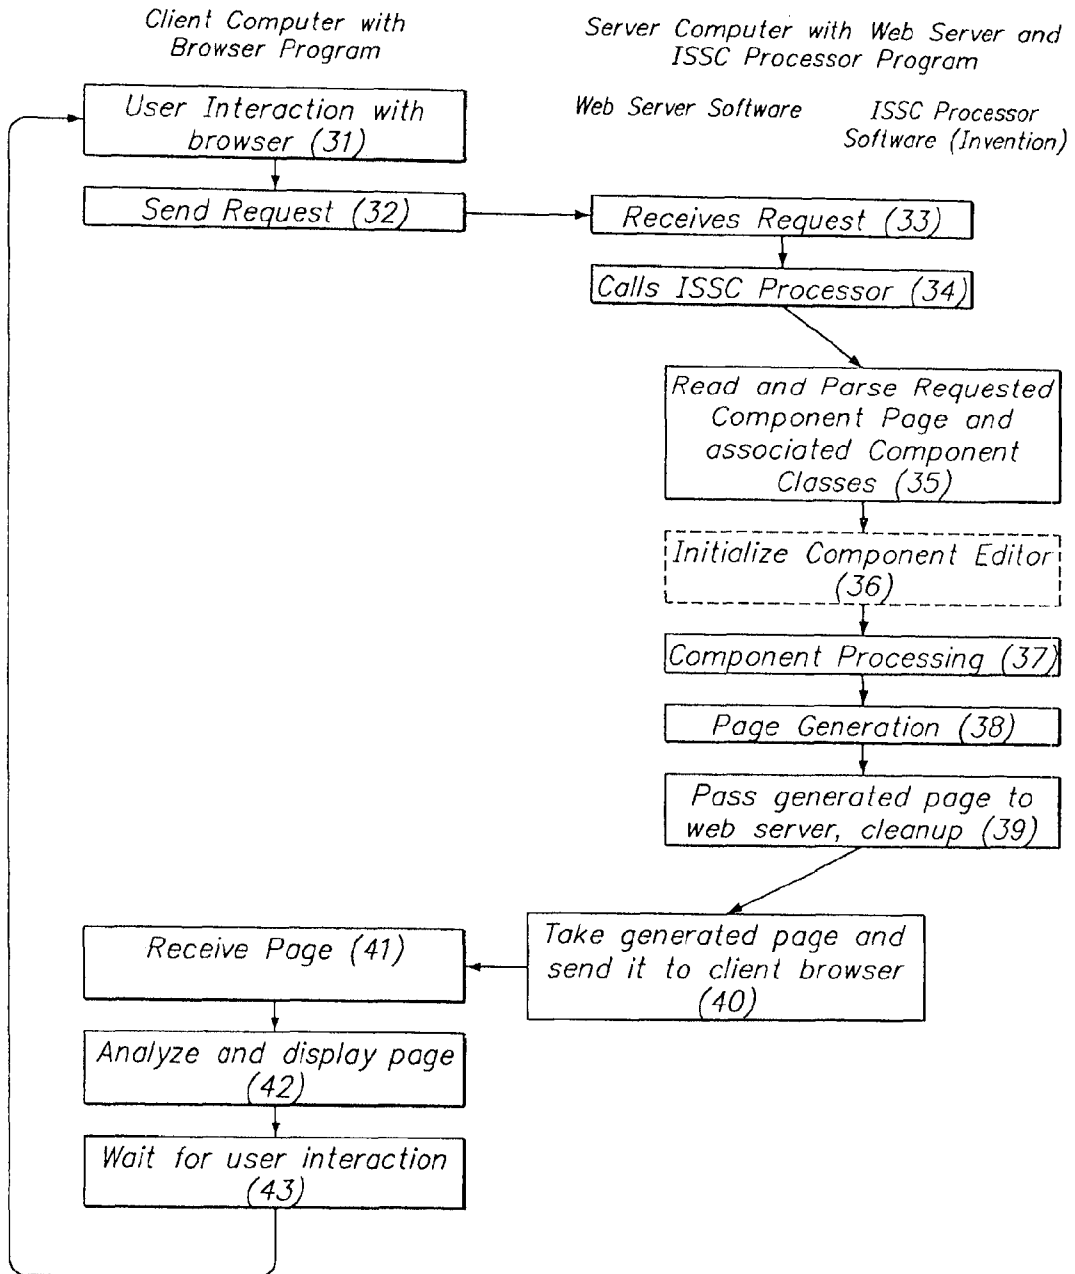 Client Computer with
Browser Program
Server Computer with Web Server and
ISSC Processor Program
Web Server Software
ISSC Processor
Software (Invention)
User Interaction with
browser (31)
Send Request (32)
Receives Request (33)
Calls ISSC Processor (34)
Read and Parse Requested
Component Page and
associated Component
Classes (35)
Initialize Component Editor
(36)
Component Processing (37)
Page Generation (38)
Pass generated page to
web server, cleanup (39)
Take generated page and
send it to client browser
(40)
Receive Page (41)
Analyze and display page
(42)
Wait for user interaction
(43)